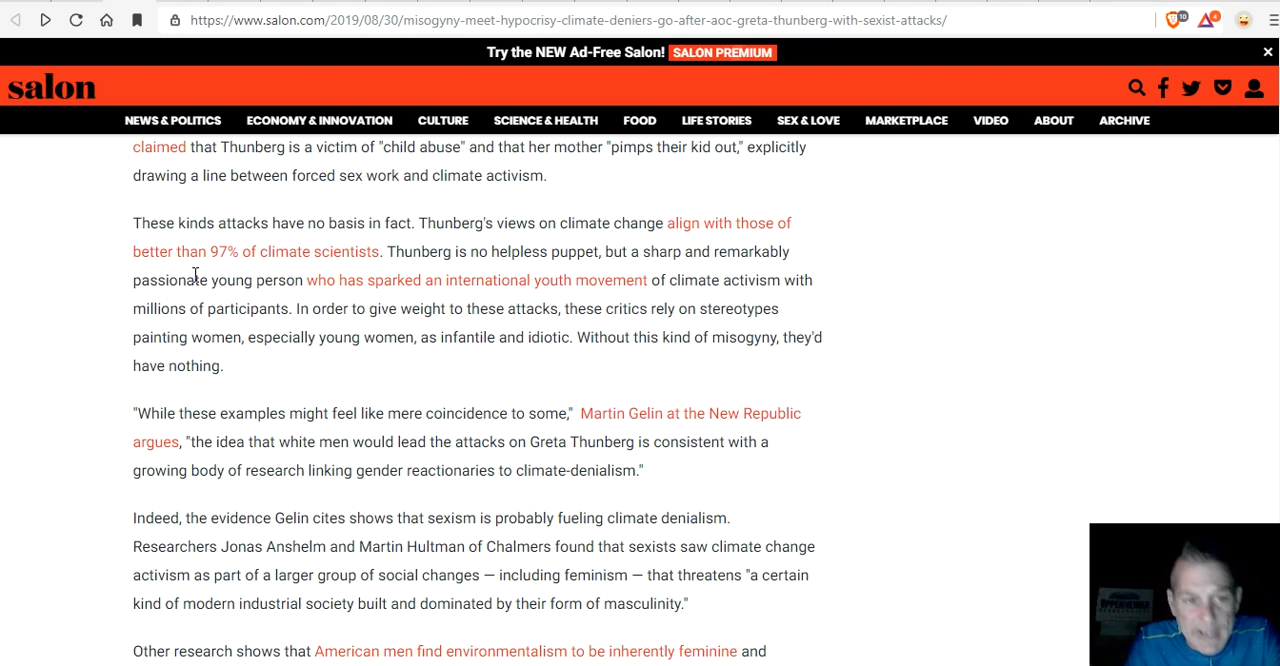 https://www.salon.com/2019/08/30/misogyny-meet-hypocrisy-climate-deniers-go-after-aoc-greta-thunberg-with-sexist-attacks/
10
4
Try the NEW Ad-Free Salon! SALON PREMIUM
salon
NEWS & POLITICS ECONOMY & INNOVATION CULTURE SCIENCE & HEALTH FOOD LIFE STORIES SEX & LOVE MARKETPLACE VIDEO ABOUT ARCHIVE
claimed that Thunberg is a victim of "child abuse" and that her mother "pimps their kid out," explicitly
drawing a line between forced sex work and climate activism.
These kinds attacks have no basis in fact. Thunberg's views on climate change align with those of
better than 97% of climate scientists. Thunberg is no helpless puppet, but a sharp and remarkably
passionate young person who has sparked an international youth movement of climate activism with
millions of participants. In order to give weight to these attacks, these critics rely on stereotypes
painting women, especially young women, as infantile and idiotic. Without this kind of misogyny, they'd
have nothing.
"While these examples might feel like mere coincidence to some," Martin Gelin at the New Republic
argues, "the idea that white men would lead the attacks on Greta Thunberg is consistent with a
growing body of research linking gender reactionaries to climate-denialism."
Indeed, the evidence Gelin cites shows that sexism is probably fueling climate denialism.
Researchers Jonas Anshelm and Martin Hultman of Chalmers found that sexists saw climate change
activism as part of a larger group of social changes — including feminism — that threatens "a certain
kind of modern industrial society built and dominated by their form of masculinity."
Other research shows that American men find environmentalism to be inherently feminine and